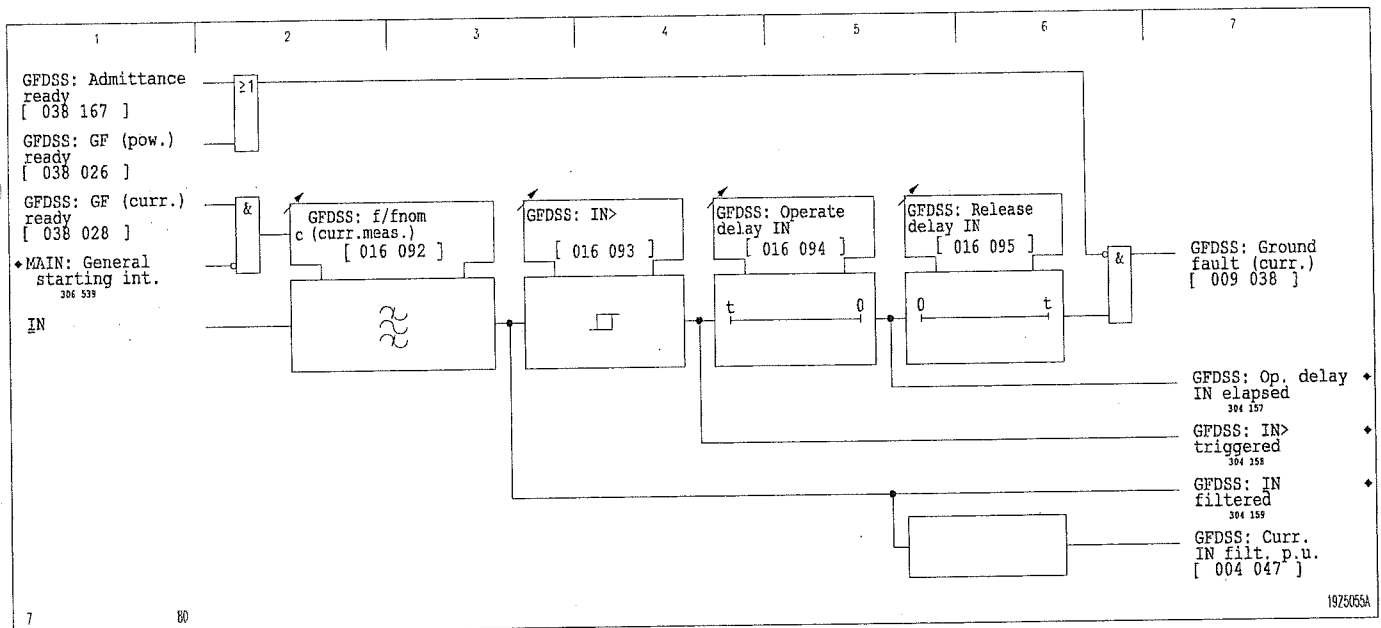 1 2 3 4 5 6 7
GFDSS: Admittance
ready
[ 038 167 ]
≥1
GFDSS: GF (pow.)
ready
[ 038 026 ]
GFDSS: GF (curr.)
ready
[ 038 028 ]
&
◆MAIN: General
starting int.
306 539
IN
GFDSS: f/fnom
c (curr.meas.)
[ 016 092 ]
GFDSS: IN>
[ 016 093 ]
GFDSS: Operate
delay IN
[ 016 094 ]
t 0
GFDSS: Release
delay IN
[ 016 095 ]
0 t
&
GFDSS: Ground
fault (curr.)
[ 009 038 ]
GFDSS: Op. delay ◆
IN elapsed
304 157
GFDSS: IN> ◆
triggered
304 158
GFDSS: IN ◆
filtered
304 159
GFDSS: Curr.
IN filt. p.u.
[ 004 047 ]
19Z5055A
7 80